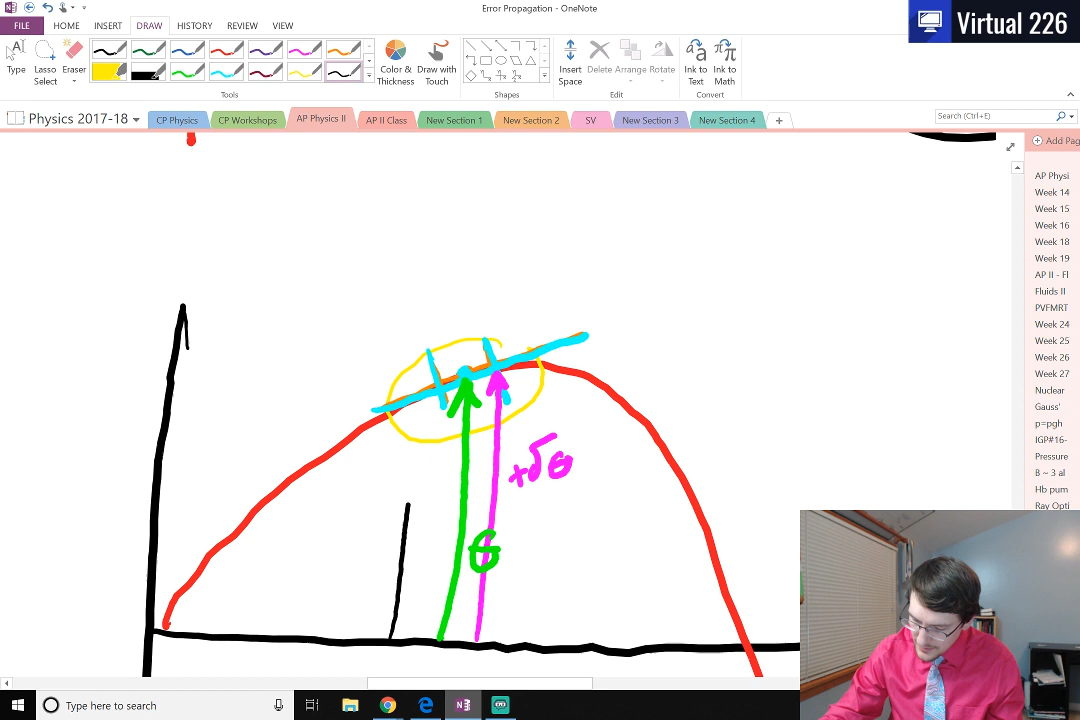 Error Propagation - OneNote
Virtual 226
FILE HOME INSERT DRAW HISTORY REVIEW VIEW
Type
Lasso Select
Eraser
Color & Thickness
Draw with Touch
Insert Space
Delete
Arrange
Rotate
Ink to Text
Ink to Math
Tools
Shapes
Edit
Convert
Physics 2017-18
CP Physics
CP Workshops
AP Physics II
AP II Class
New Section 1
New Section 2
SV
New Section 3
New Section 4
Search (Ctrl+E)
Add Pag
AP Physi
Week 14
Week 15
Week 16
Week 18
Week 19
AP II - Fl
Fluids II
PVFMRT
Week 24
Week 25
Week 26
Week 27
Nuclear
Gauss'
p=pgh
IGP#16-
Pressure
B ~ 3 al
Hb pum
Ray Opti
Type here to search